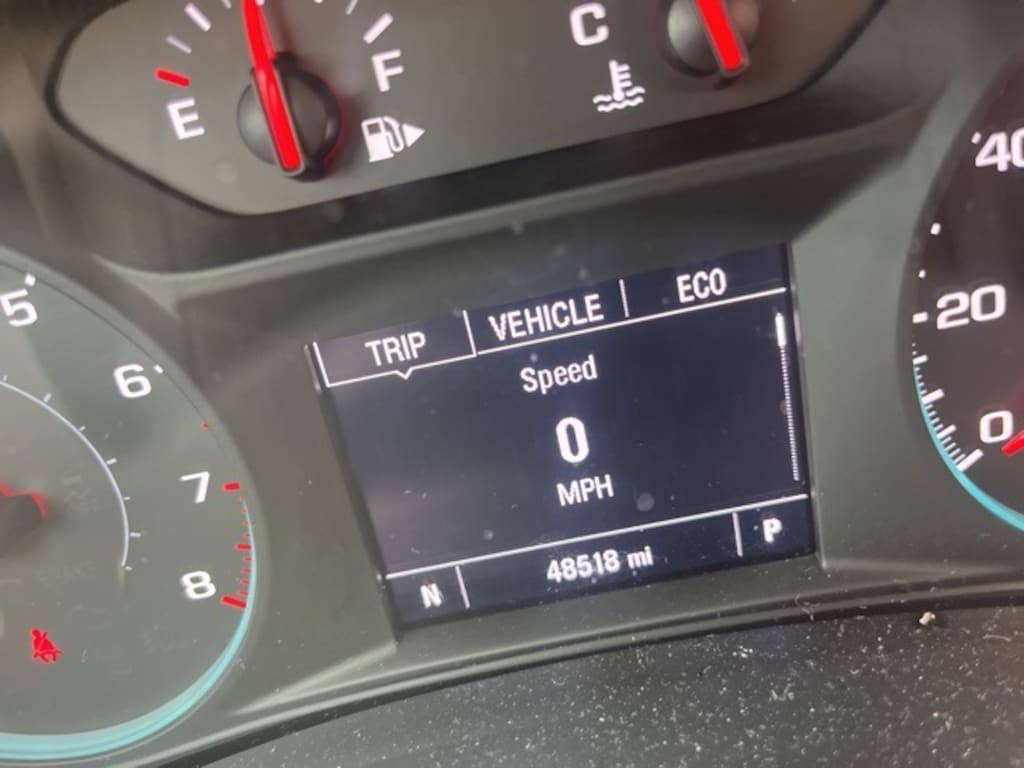 E
F
C
5
6
7
8
TRIP
VEHICLE
ECO
Speed
0
MPH
N
48518 mi
P
40
20
0